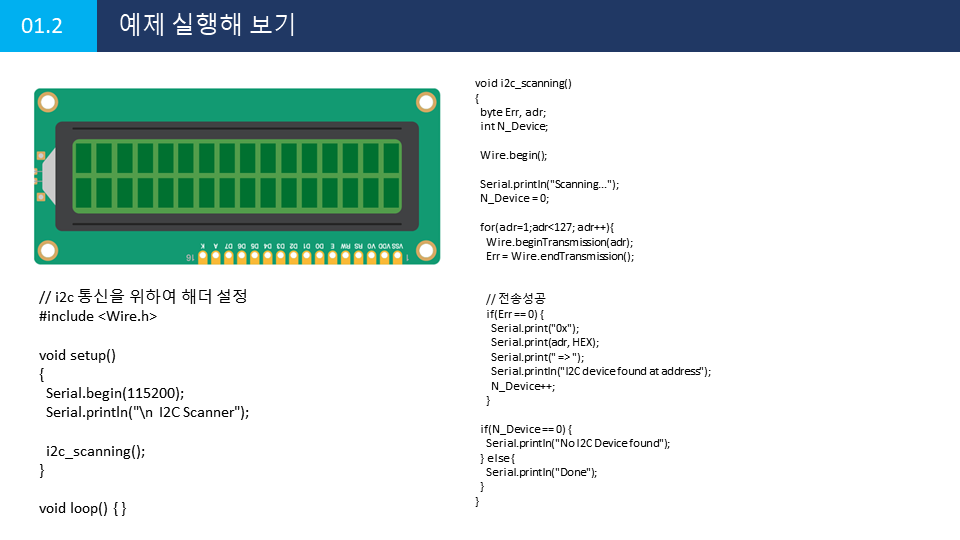 01.2
예제 실행해 보기
16 K A D7 D6 D5 D4 D3 D2 D1 D0 E RW RS VO VDD VSS 1
// i2c 통신을 위하여 해더 설정
#include <Wire.h>
void setup()
{
Serial.begin(115200);
Serial.println("\n I2C Scanner");
i2c_scanning();
}
void loop() { }
void i2c_scanning()
{
byte Err, adr;
int N_Device;
Wire.begin();
Serial.println("Scanning...");
N_Device = 0;
for(adr=1;adr<127; adr++){
Wire.beginTransmission(adr);
Err = Wire.endTransmission();
// 전송성공
if(Err == 0) {
Serial.print("0x");
Serial.print(adr, HEX);
Serial.print(" => ");
Serial.println("I2C device found at address");
N_Device++;
}
if(N_Device == 0) {
Serial.println("No I2C Device found");
} else {
Serial.println("Done");
}
}